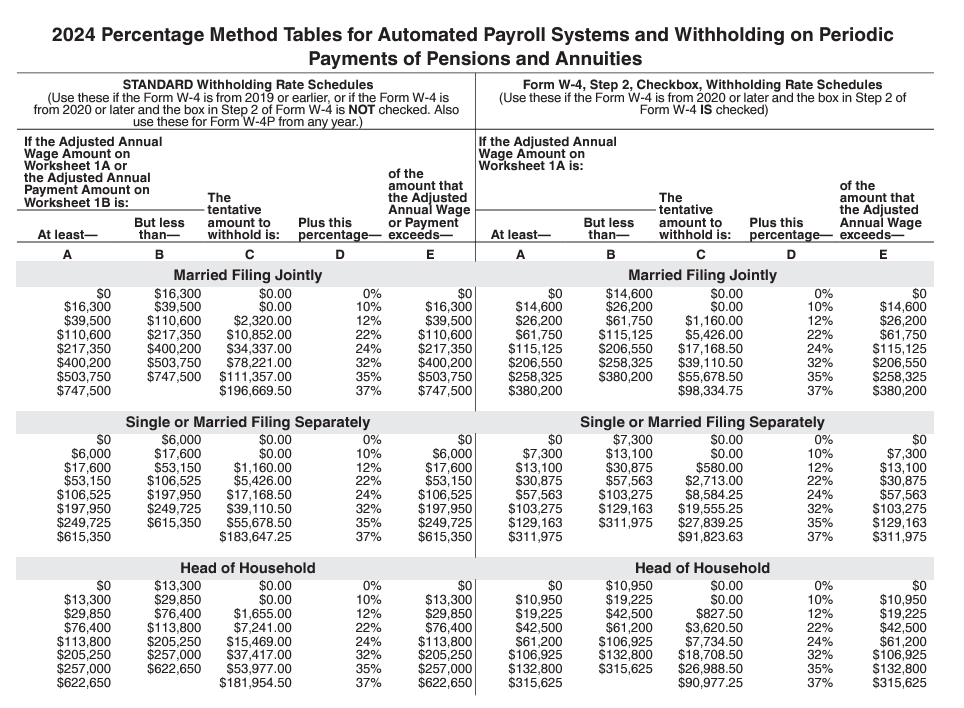 2024 Percentage Method Tables for Automated Payroll Systems and Withholding on Periodic
Payments of Pensions and Annuities
STANDARD Withholding Rate Schedules
(Use these if the Form W-4 is from 2019 or earlier, or if the Form W-4 is
from 2020 or later and the box in Step 2 of Form W-4 is NOT checked. Also
use these for Form W-4P from any year.)
Form W-4, Step 2, Checkbox, Withholding Rate Schedules
(Use these if the Form W-4 is from 2020 or later and the box in Step 2 of
Form W-4 IS checked)
If the Adjusted Annual
Wage Amount on
Worksheet 1A or
the Adjusted Annual
Payment Amount on
Worksheet 1B is:
At least—
But less
than—
The
tentative
amount to
withhold is:
Plus this
percentage—
of the
amount that
the Adjusted
Annual Wage
or Payment
exceeds—
If the Adjusted Annual
Wage Amount on
Worksheet 1A is:
At least—
But less
than—
The
tentative
amount to
withhold is:
Plus this
percentage—
of the
amount that
the Adjusted
Annual Wage
exceeds—
A B C D E A B C D E
Married Filing Jointly Married Filing Jointly
$0 $16,300 $0.00 0% $0 $0 $14,600 $0.00 0% $0
$16,300 $39,500 $0.00 10% $16,300 $14,600 $26,200 $0.00 10% $14,600
$39,500 $110,600 $2,320.00 12% $39,500 $26,200 $61,750 $1,160.00 12% $26,200
$110,600 $217,350 $10,852.00 22% $110,600 $61,750 $115,125 $5,426.00 22% $61,750
$217,350 $400,200 $34,337.00 24% $217,350 $115,125 $206,550 $17,168.50 24% $115,125
$400,200 $503,750 $78,221.00 32% $400,200 $206,550 $258,325 $39,110.50 32% $206,550
$503,750 $747,500 $111,357.00 35% $503,750 $258,325 $380,200 $55,678.50 35% $258,325
$747,500 $196,669.50 37% $747,500 $380,200 $98,334.75 37% $380,200
Single or Married Filing Separately Single or Married Filing Separately
$0 $6,000 $0.00 0% $0 $0 $7,300 $0.00 0% $0
$6,000 $17,600 $0.00 10% $6,000 $7,300 $13,100 $0.00 10% $7,300
$17,600 $53,150 $1,160.00 12% $17,600 $13,100 $30,875 $580.00 12% $13,100
$53,150 $106,525 $5,426.00 22% $53,150 $30,875 $57,563 $2,713.00 22% $30,875
$106,525 $197,950 $17,168.50 24% $106,525 $57,563 $103,275 $8,584.25 24% $57,563
$197,950 $249,725 $39,110.50 32% $197,950 $103,275 $129,163 $19,555.25 32% $103,275
$249,725 $615,350 $55,678.50 35% $249,725 $129,163 $311,975 $27,839.25 35% $129,163
$615,350 $183,647.25 37% $615,350 $311,975 $91,823.63 37% $311,975
Head of Household Head of Household
$0 $13,300 $0.00 0% $0 $0 $10,950 $0.00 0% $0
$13,300 $29,850 $0.00 10% $13,300 $10,950 $19,225 $0.00 10% $10,950
$29,850 $76,400 $1,655.00 12% $29,850 $19,225 $42,500 $827.50 12% $19,225
$76,400 $113,800 $7,241.00 22% $76,400 $42,500 $61,200 $3,620.50 22% $42,500
$113,800 $205,250 $15,469.00 24% $113,800 $61,200 $106,925 $7,734.50 24% $61,200
$205,250 $257,000 $37,417.00 32% $205,250 $106,925 $132,800 $18,708.50 32% $106,925
$257,000 $622,650 $53,977.00 35% $257,000 $132,800 $315,625 $26,988.50 35% $132,800
$622,650 $181,954.50 37% $622,650 $315,625 $90,977.25 37% $315,625